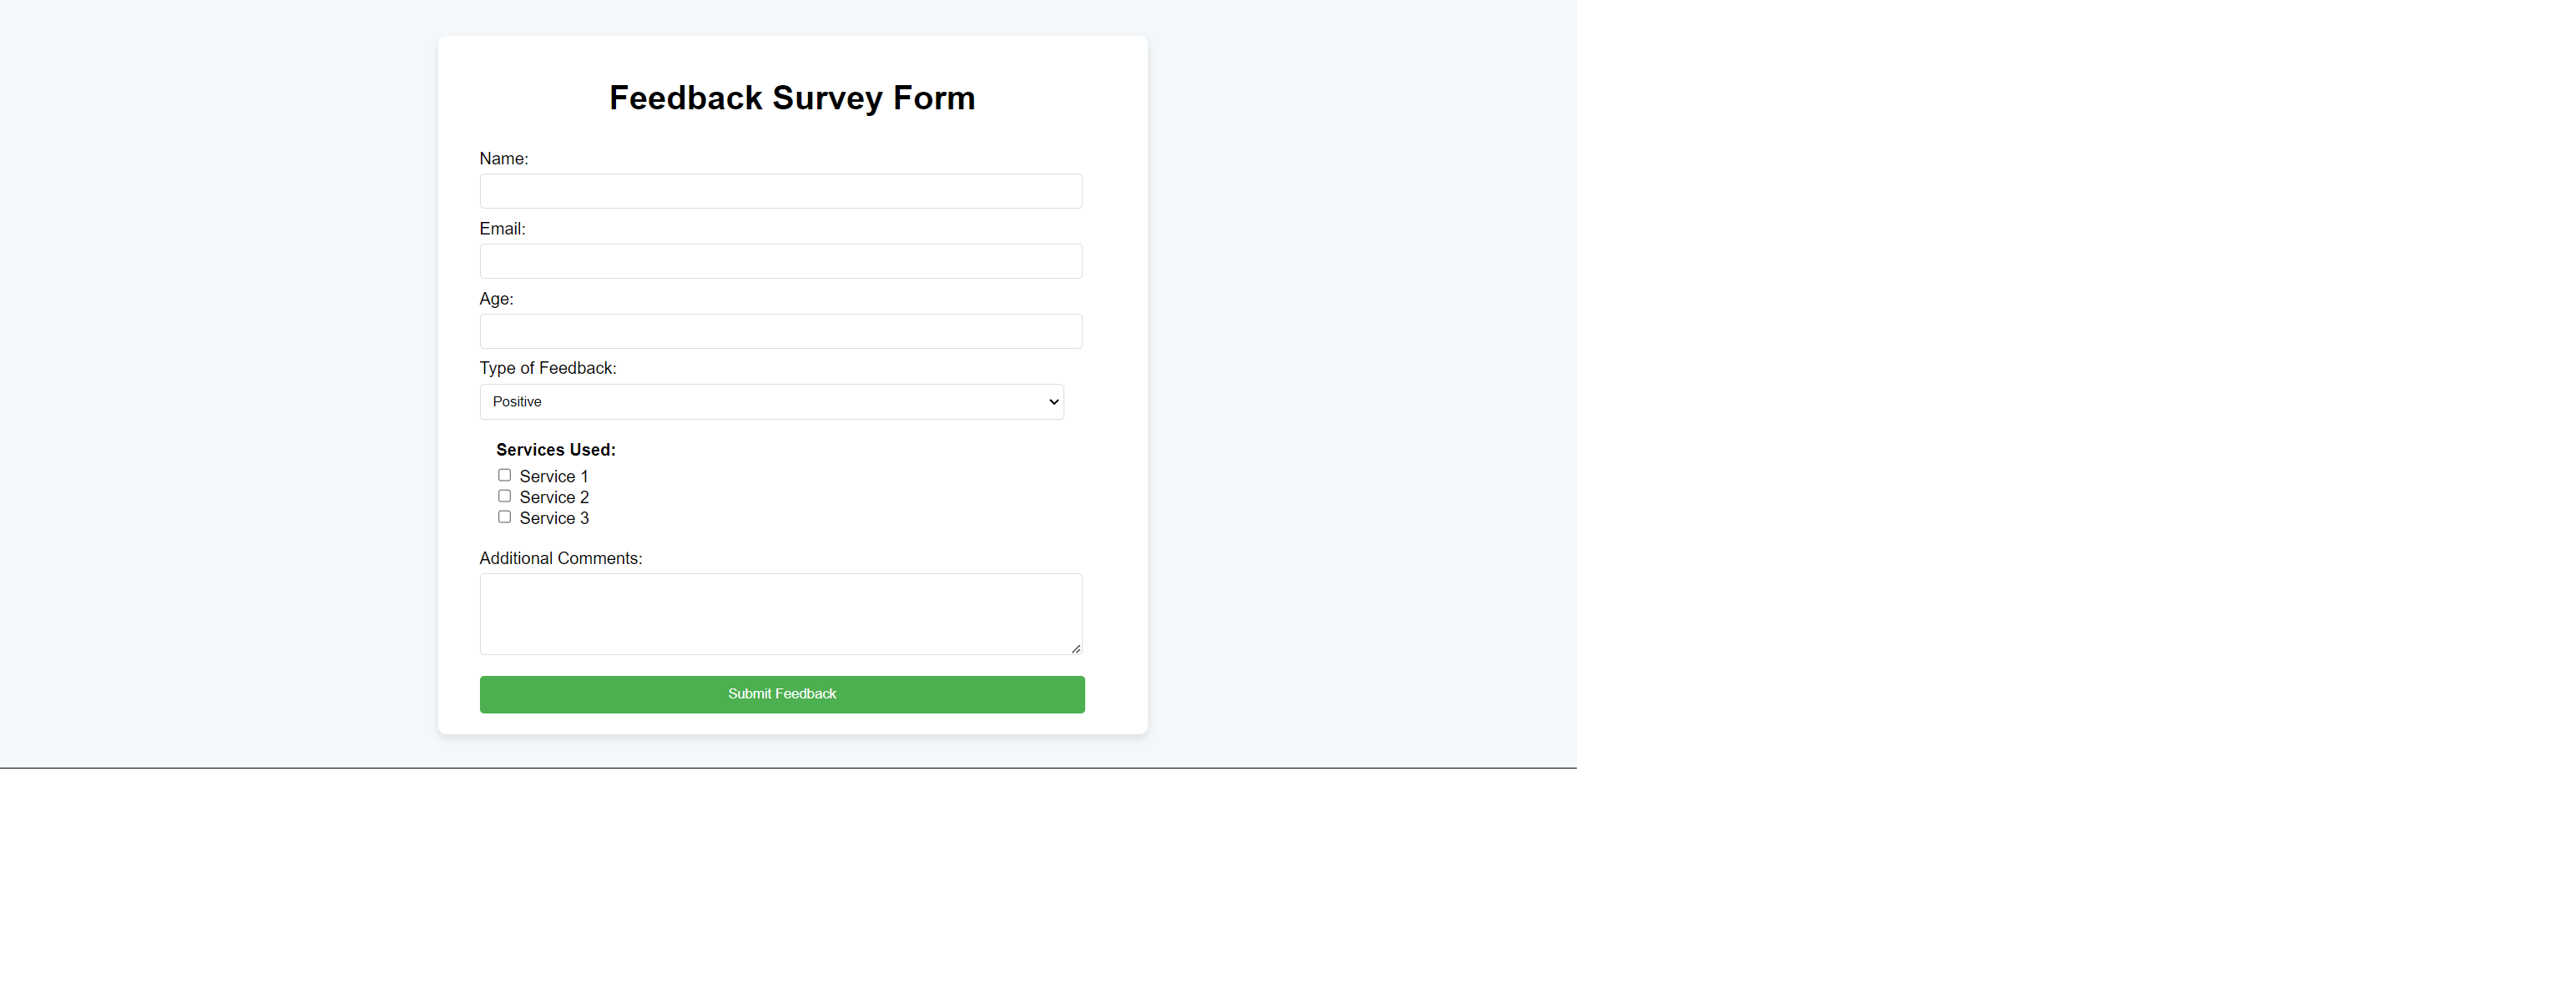 Feedback Survey Form
Name:
Email:
Age:
Type of Feedback:
Positive
Services Used:
Service 1
Service 2
Service 3
Additional Comments:
Submit Feedback